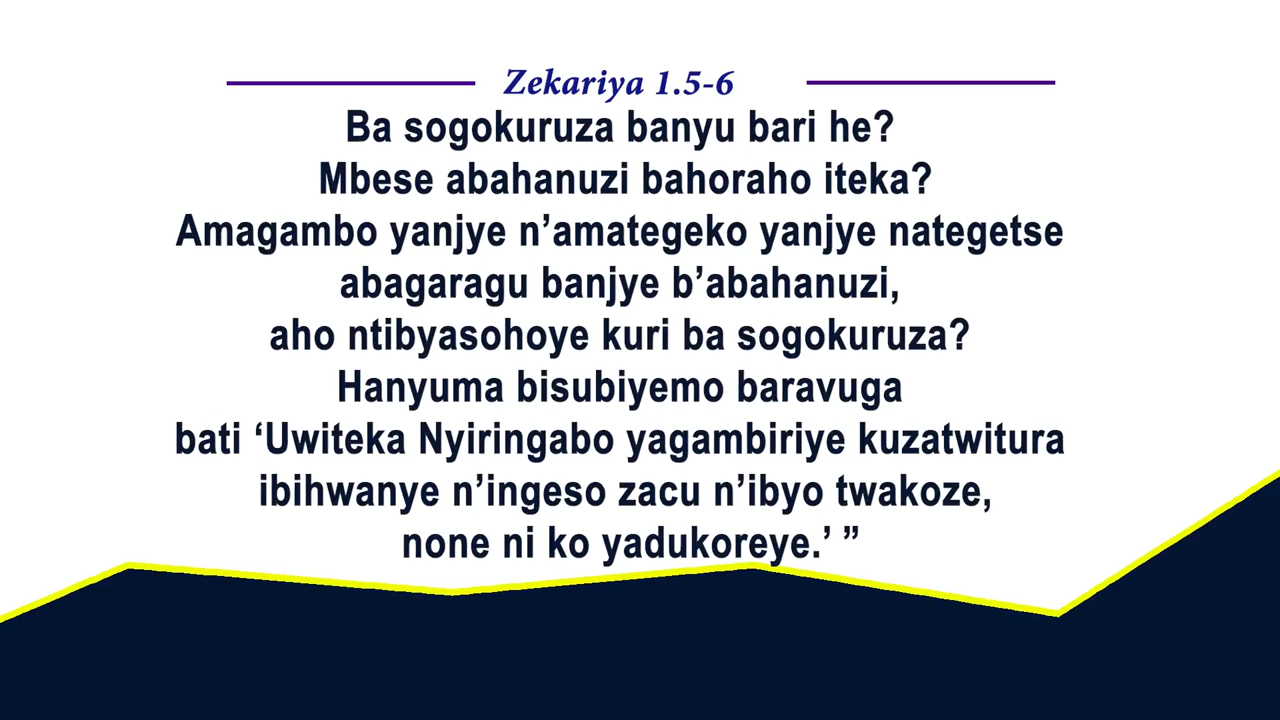 Zekariya 1.5-6
Ba sogokuruza banyu bari he?
Mbese abahanuzi bahoraho iteka?
Amagambo yanjye n’amategeko yanjye nategetse
abagaragu banjye b’abahanuzi,
aho ntibyasohoye kuri ba sogokuruza?
Hanyuma bisubiyemo baravuga
bati ‘Uwiteka Nyiringabo yagambiriye kuzatwitura
ibihwanye n’ingeso zacu n’ibyo twakoze,
none ni ko yadukoreye.’ ”